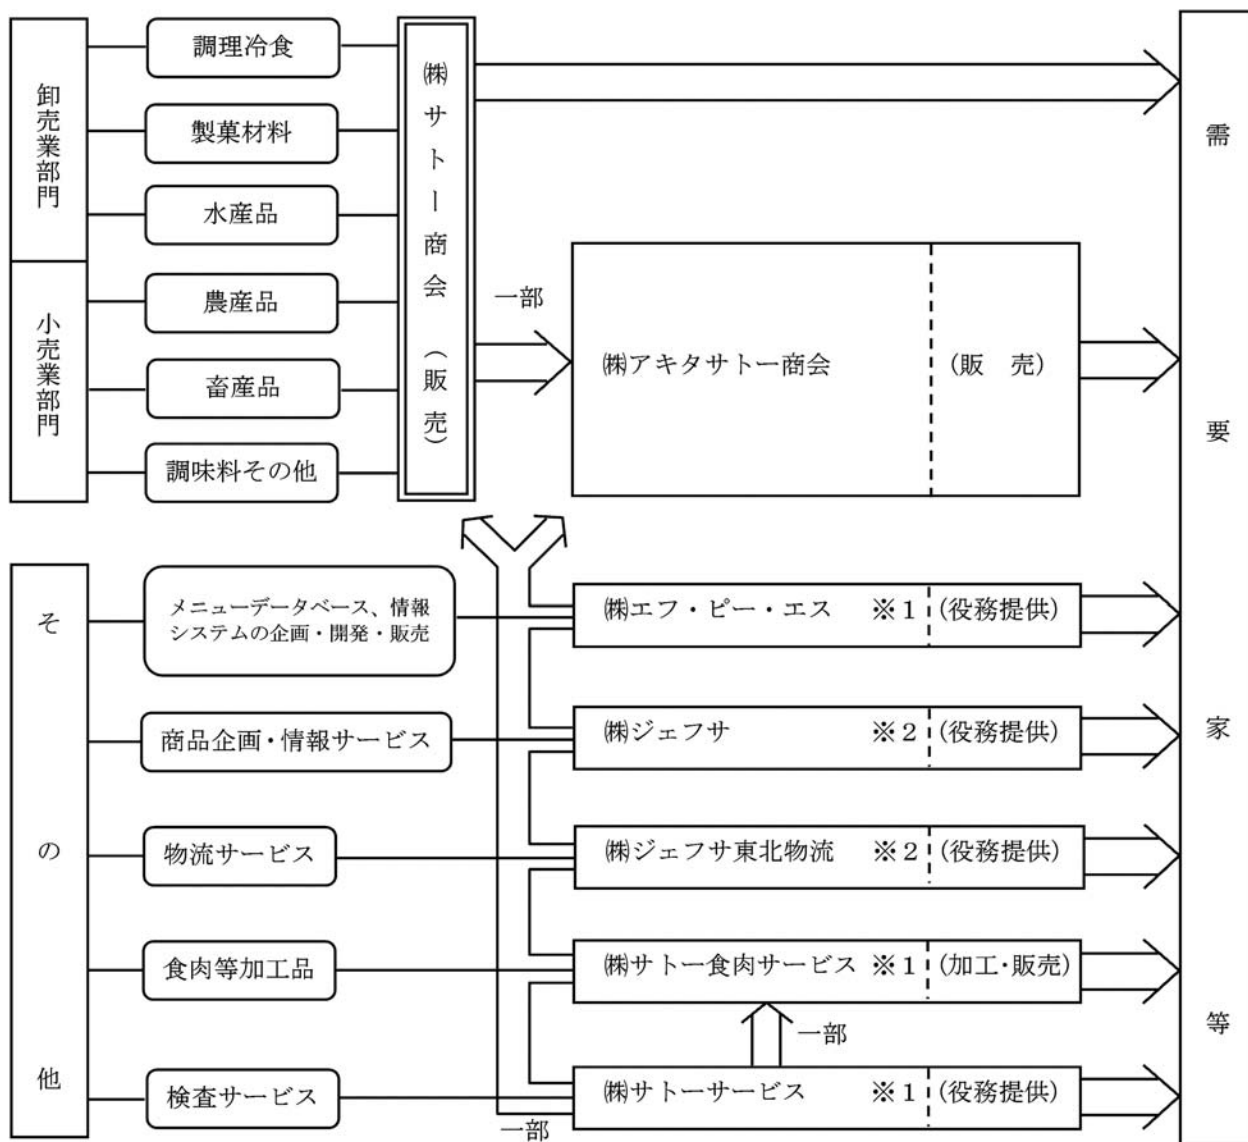 卸売業部門
小売業部門
調理冷食
製菓材料
水産品
農産品
畜産品
調味料その他
㈱サトー商会（販売）
一部
㈱アキタサトー商会 (販　売)
需要家等
その他
メニューデータベース、情報
システムの企画・開発・販売
㈱エフ・ピー・エス ※１ (役務提供)
商品企画・情報サービス
㈱ジェフサ ※２ (役務提供)
物流サービス
㈱ジェフサ東北物流 ※２ (役務提供)
食肉等加工品
㈱サトー食肉サービス ※１ (加工・販売)
一部
検査サービス
㈱サトーサービス ※１ (役務提供)
一部